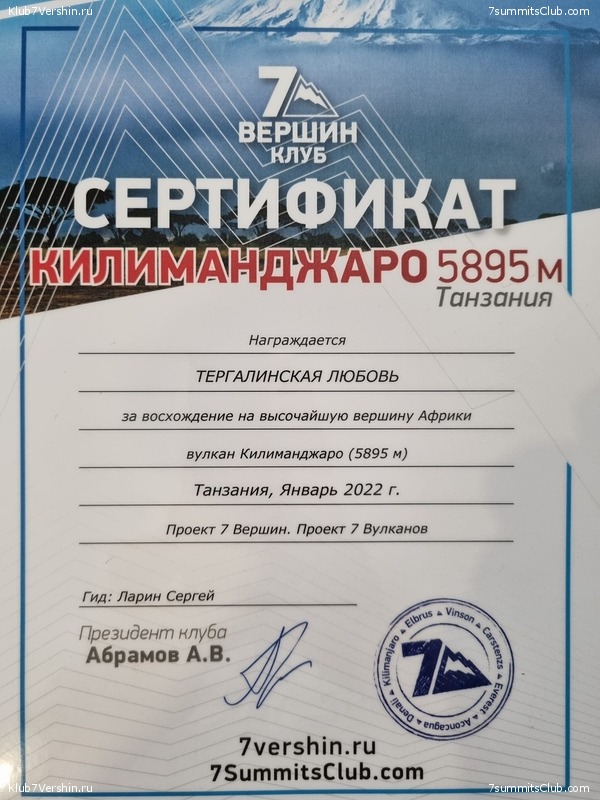 Klub7Vershin.ru
7summitsClub.com
7
ВЕРШИН
КЛУБ
СЕРТИФИКАТ
КИЛИМАНДЖАРО 5895 м
Танзания
Награждается
ТЕРГАЛИНСКАЯ ЛЮБОВЬ
за восхождение на высочайшую вершину Африки
вулкан Килиманджаро (5895 м)
Танзания, Январь 2022 г.
Проект 7 Вершин. Проект 7 Вулканов
Гид: Ларин Сергей
Президент клуба
Абрамов А.В.
Kilimanjaro ▲ Elbrus ▲ Vinson ▲ Carstenzs ▲ Everest ▲ Aconcagua ▲ Denali ▲
7
7vershin.ru
7SummitsClub.com
Klub7Vershin.ru
7summitsClub.com